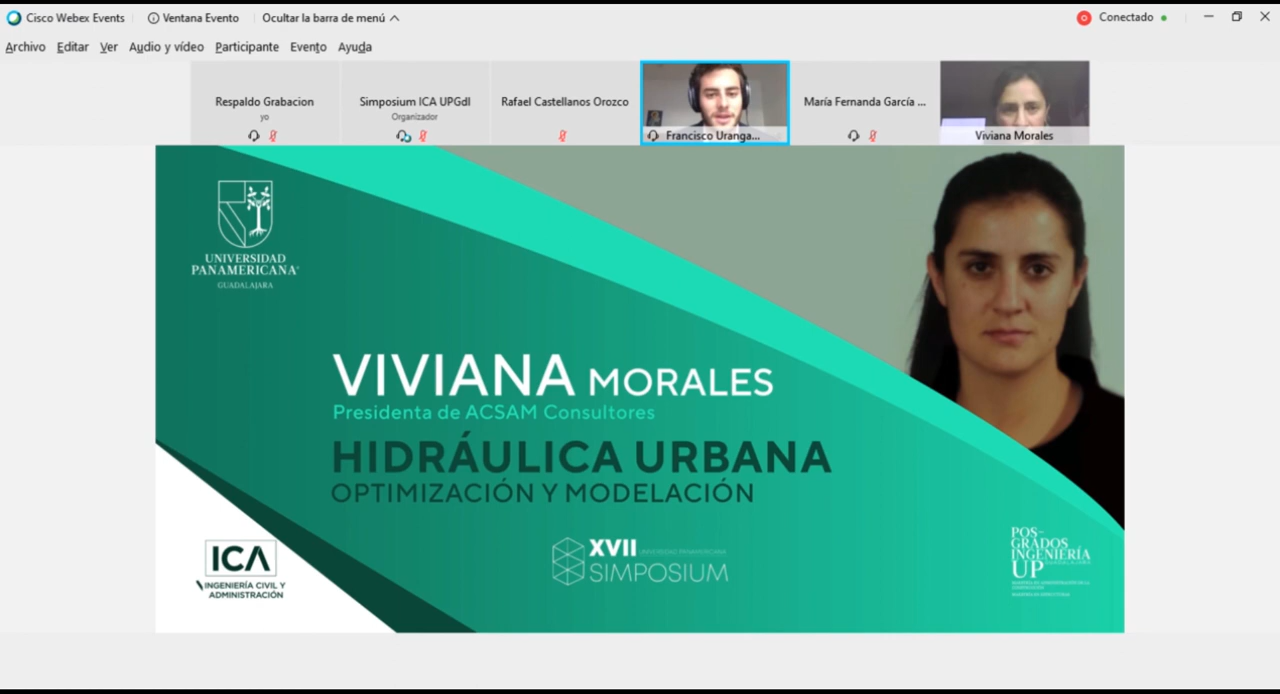 Cisco Webex Events
Ventana Evento
Ocultar la barra de menú
Conectado
Archivo Editar Ver Audio y vídeo Participante Evento Ayuda
Respaldo Grabacion
yo
Simposium ICA UPGdl
Organizador
Rafael Castellanos Orozco
Francisco Uranga...
María Fernanda García ...
Viviana Morales
UNIVERSIDAD
PANAMERICANA
GUADALAJARA
VIVIANA MORALES
Presidenta de ACSAM Consultores
HIDRÁULICA URBANA
OPTIMIZACIÓN Y MODELACIÓN
ICA
INGENIERÍA CIVIL Y
ADMINISTRACIÓN
XVII UNIVERSIDAD PANAMERICANA
SIMPOSIUM
POS-
GRADOS
INGENIERÍA
UP GUADALAJARA